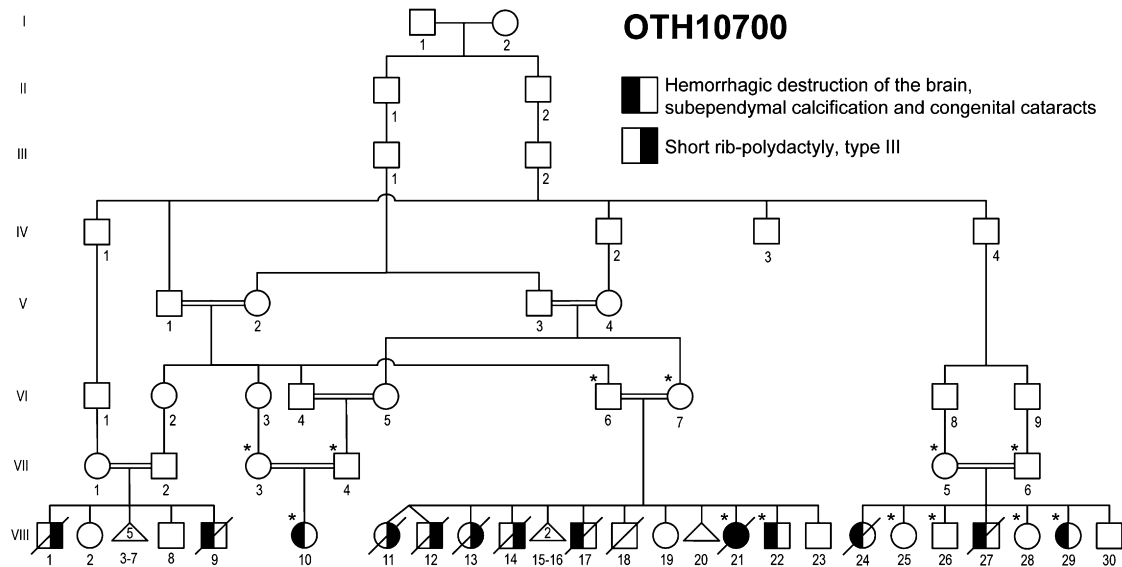 OTH10700
Hemorrhagic destruction of the brain,
subependymal calcification and congenital cataracts
Short rib-polydactyly, type III
I
1 2
II
1 2
III
1 2
IV
1 2 3 4
V
1 2 3 4
VI
* *
1 2 3 4 5 6 7 8 9
VII
* * * *
1 2 3 4 5 6
VIII
* * * * * * *
5 2
1 2 3-7 8 9 10 11 12 13 14 15-16 17 18 19 20 21 22 23 24 25 26 27 28 29 30